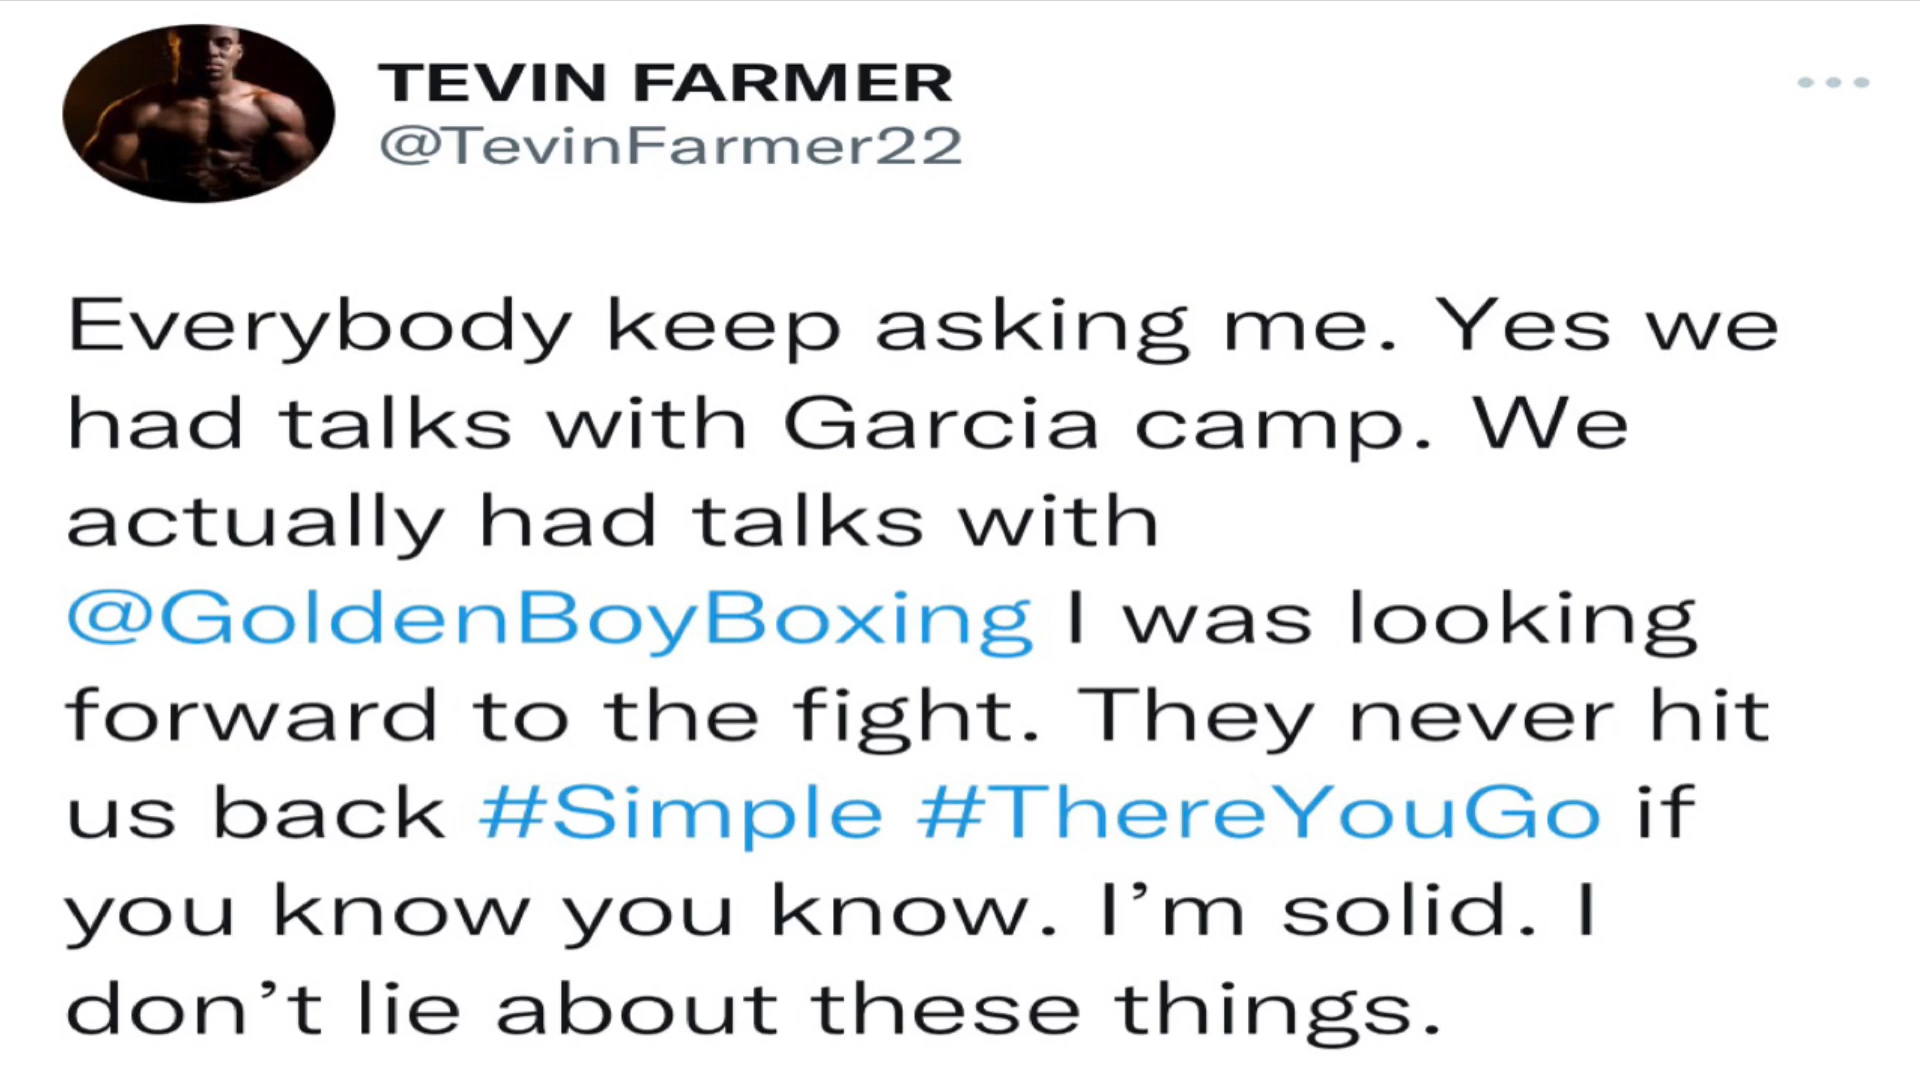 TEVIN FARMER
@TevinFarmer22
Everybody keep asking me. Yes we
had talks with Garcia camp. We
actually had talks with
@GoldenBoyBoxing I was looking
forward to the fight. They never hit
us back #Simple #ThereYouGo if
you know you know. I’m solid. I
don’t lie about these things.